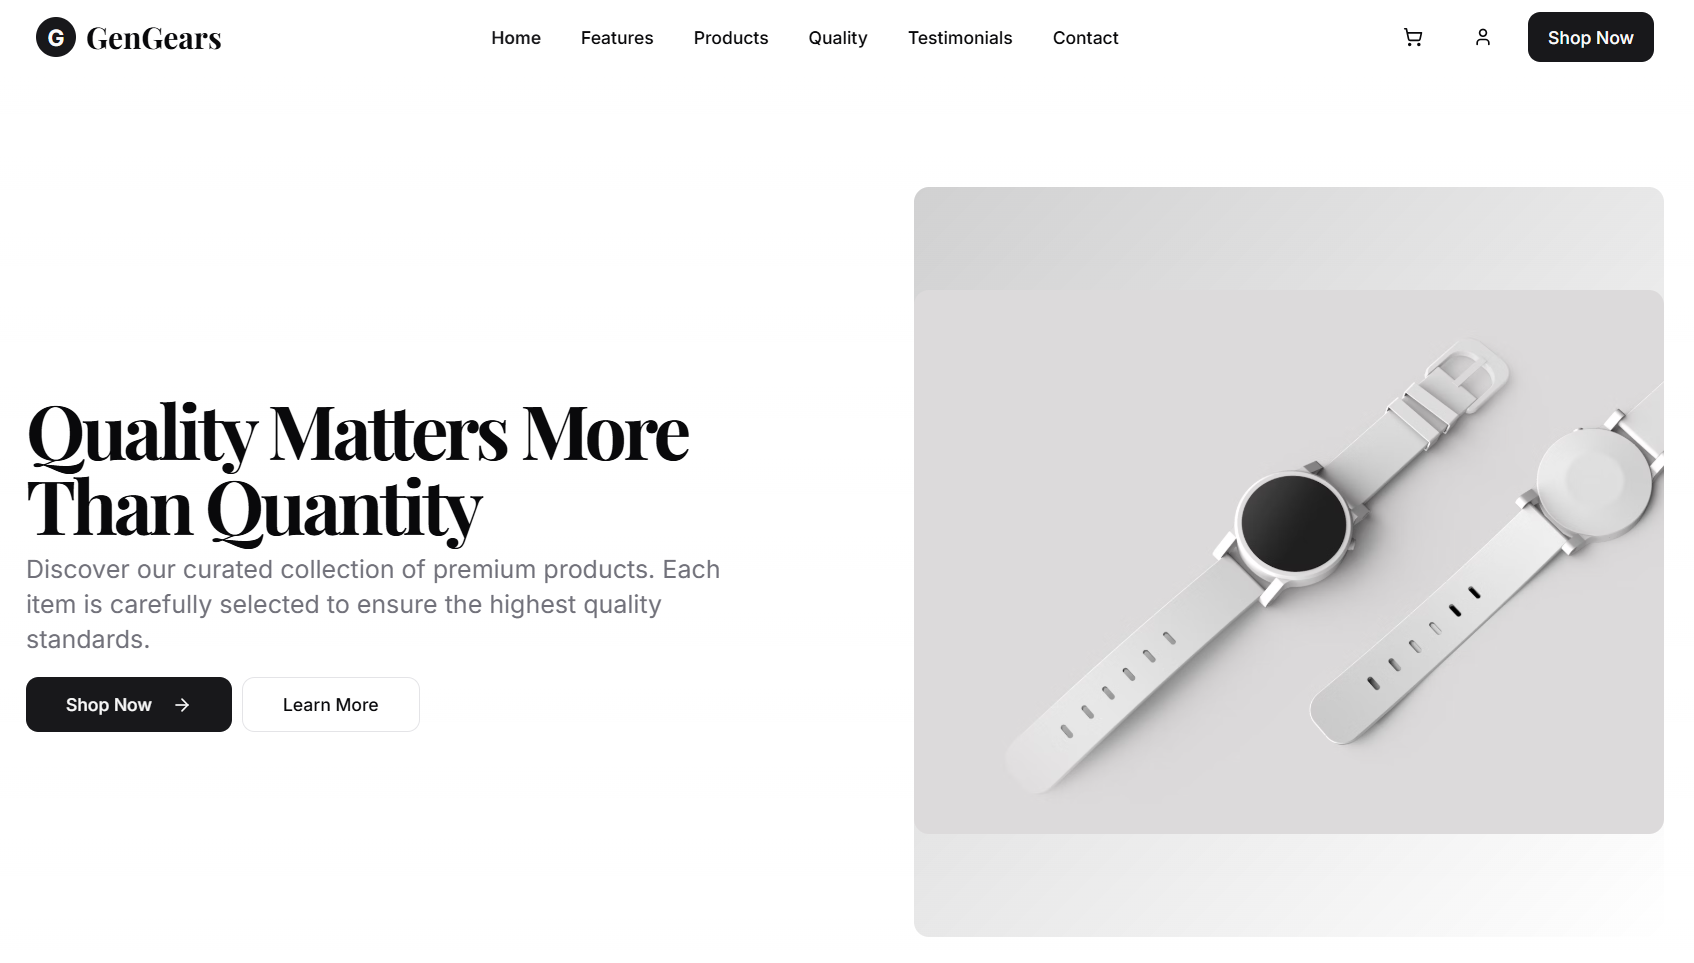 G GenGears
Home Features Products Quality Testimonials Contact
Shop Now
Quality Matters More
Than Quantity
Discover our curated collection of premium products. Each
item is carefully selected to ensure the highest quality
standards.
Shop Now
Learn More